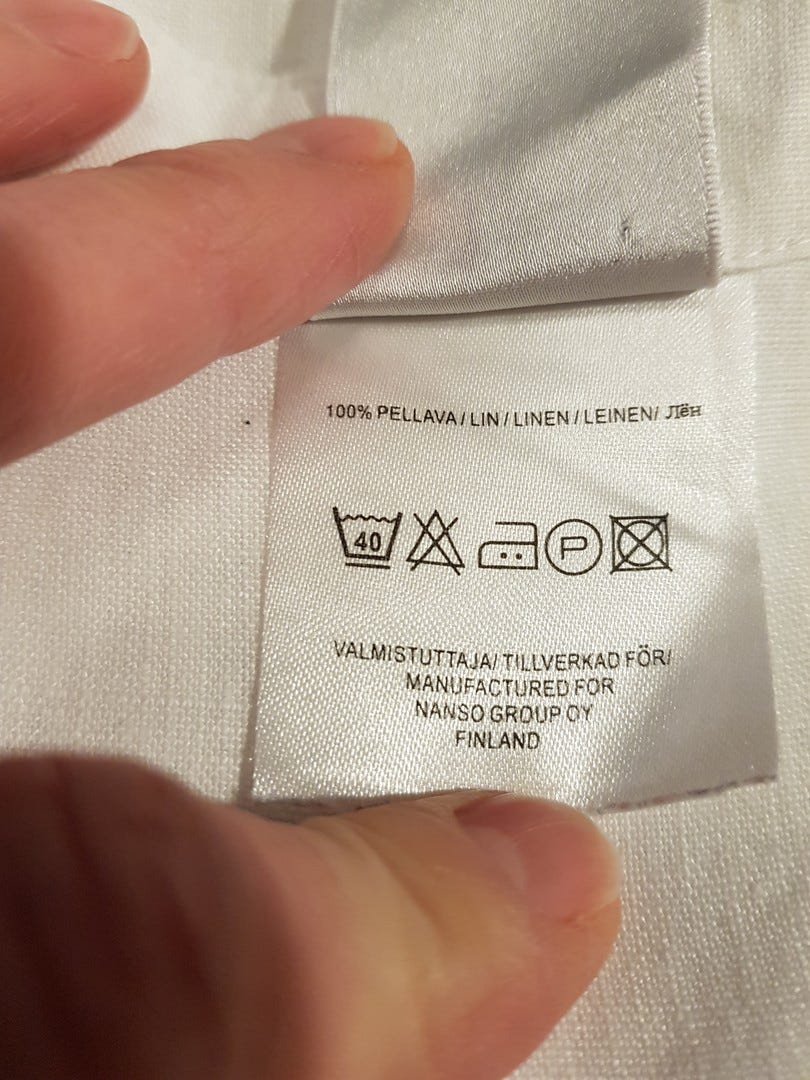 100% PELLAVA / LIN / LINEN / LEINEN / Лён
40
P
VALMISTUTTAJA/ TILLVERKAD FÖR/
MANUFACTURED FOR
NANSO GROUP OY
FINLAND